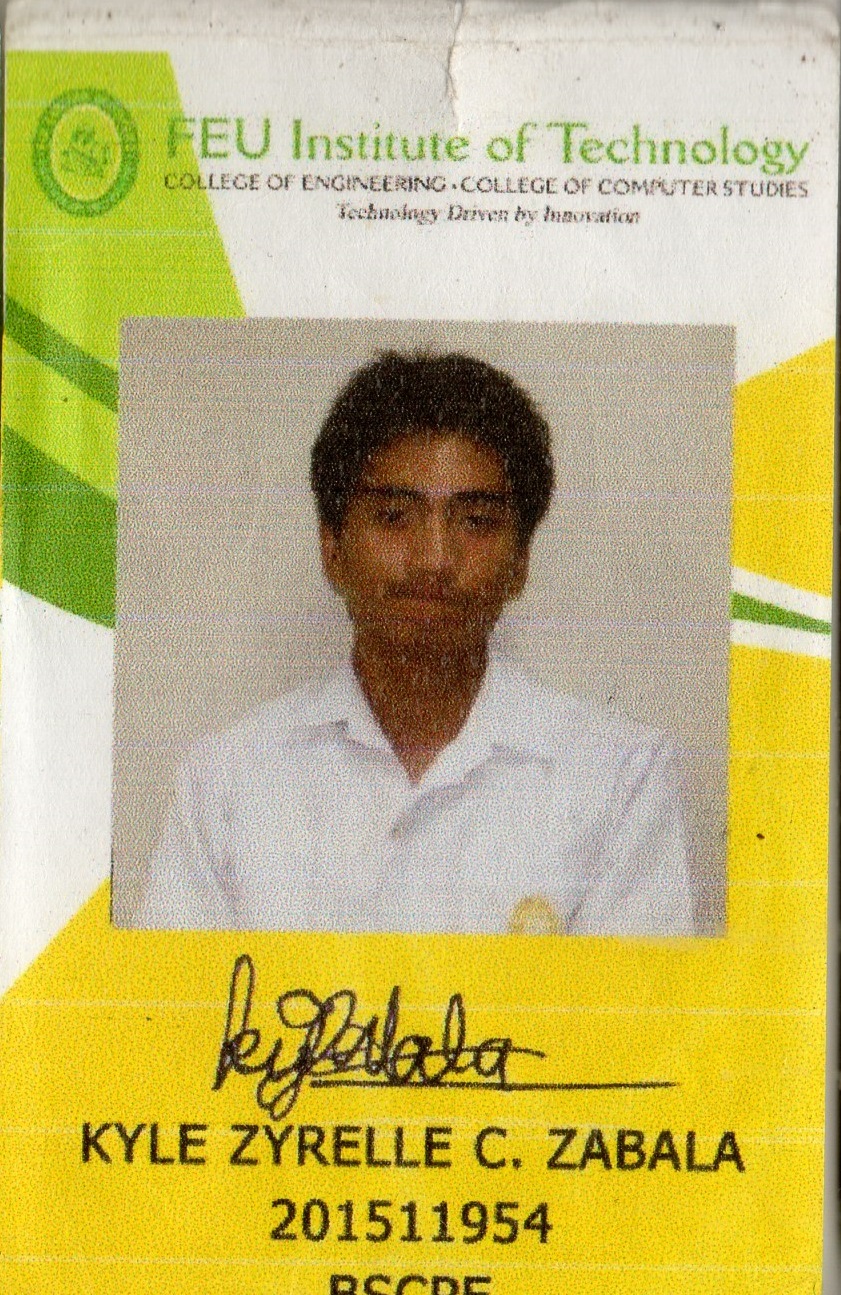 FEU Institute of Technology
COLLEGE OF ENGINEERING • COLLEGE OF COMPUTER STUDIES
Technology Driven by Innovation
KYLE ZYRELLE C. ZABALA
201511954
BSCPE